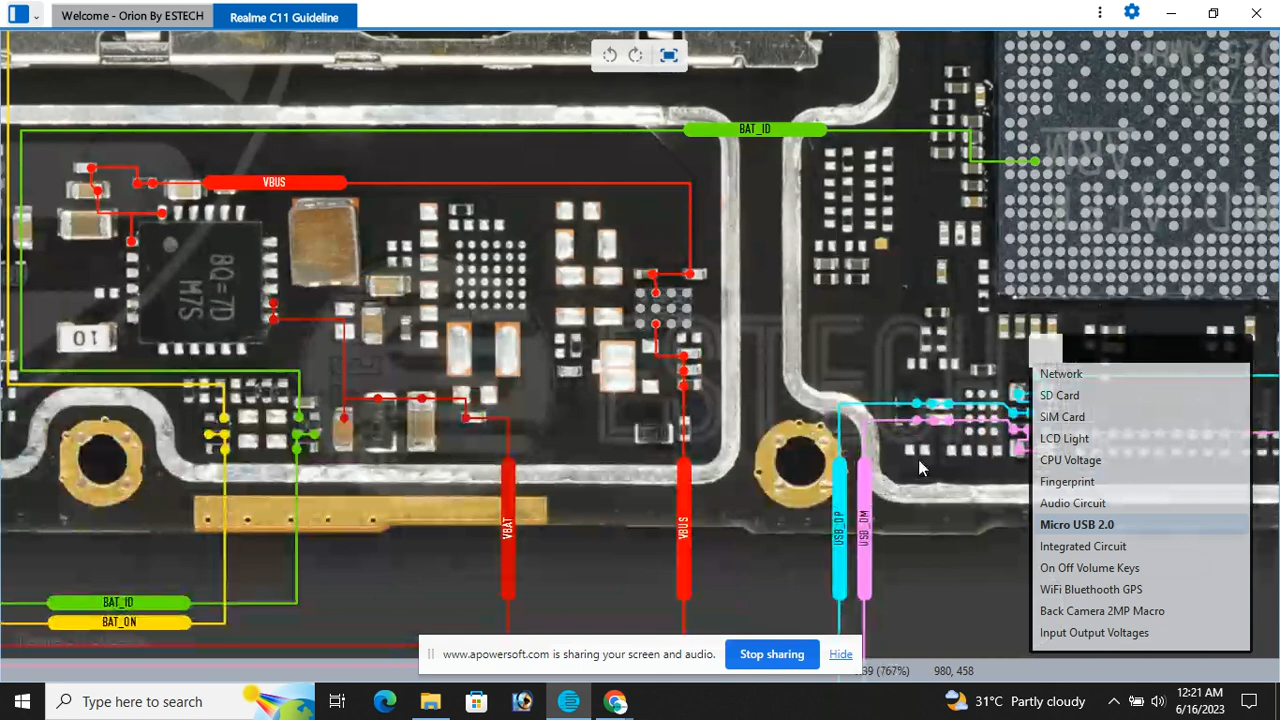 Welcome - Orion By ESTECH
Realme C11 Guideline
BAT_ID
VBUS
ARM
8Q=7D
M7S
10
ESTECH
Network
SD Card
SIM Card
LCD Light
CPU Voltage
Fingerprint
Audio Circuit
Micro USB 2.0
Integrated Circuit
On Off Volume Keys
WiFi Bluethooth GPS
Back Camera 2MP Macro
Input Output Voltages
VBAT
VBUS
USB_DP
USB_DM
BAT_ID
BAT_ON
www.apowersoft.com is sharing your screen and audio.
Stop sharing
Hide
(767%)
980, 458
Type here to search
31°C Partly cloudy
12:21 AM
6/16/2023